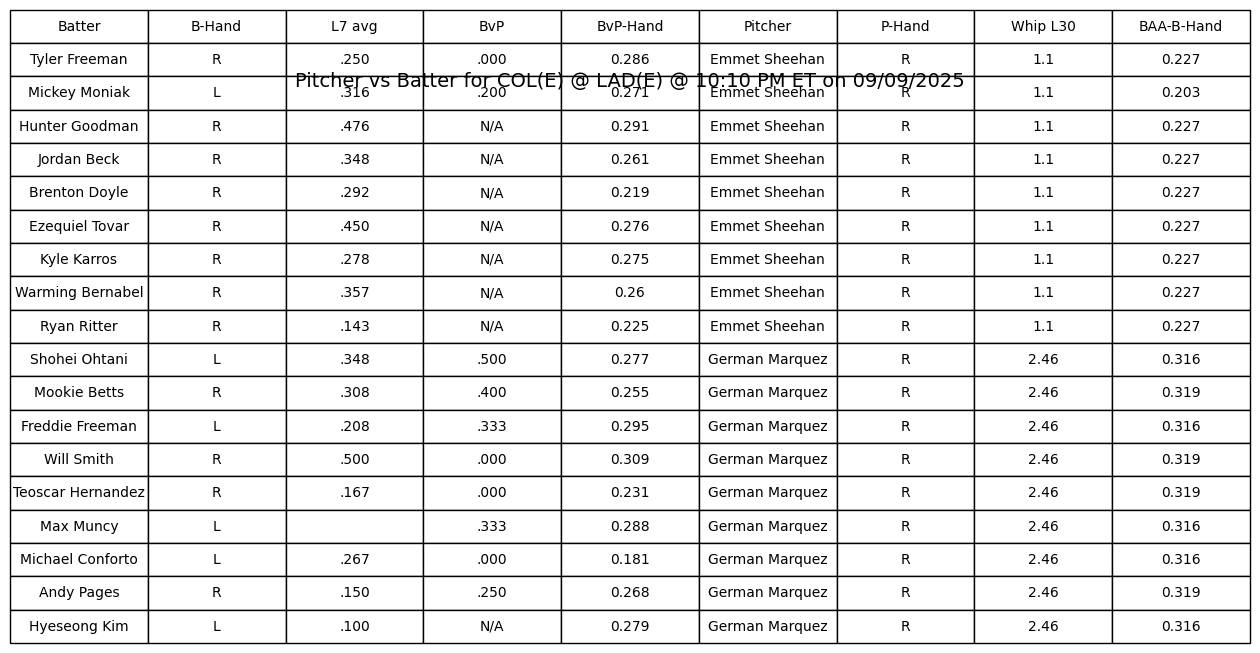 Batter B-Hand L7 avg BvP BvP-Hand Pitcher P-Hand Whip L30 BAA-B-Hand
Tyler Freeman R .250 .000 0.286 Emmet Sheehan R 1.1 0.227
Pitcher vs Batter for COL(E) @ LAD(E) @ 10:10 PM ET on 09/09/2025
Mickey Moniak L .316 .200 0.271 Emmet Sheehan R 1.1 0.203
Hunter Goodman R .476 N/A 0.291 Emmet Sheehan R 1.1 0.227
Jordan Beck R .348 N/A 0.261 Emmet Sheehan R 1.1 0.227
Brenton Doyle R .292 N/A 0.219 Emmet Sheehan R 1.1 0.227
Ezequiel Tovar R .450 N/A 0.276 Emmet Sheehan R 1.1 0.227
Kyle Karros R .278 N/A 0.275 Emmet Sheehan R 1.1 0.227
Warming Bernabel R .357 N/A 0.26 Emmet Sheehan R 1.1 0.227
Ryan Ritter R .143 N/A 0.225 Emmet Sheehan R 1.1 0.227
Shohei Ohtani L .348 .500 0.277 German Marquez R 2.46 0.316
Mookie Betts R .308 .400 0.255 German Marquez R 2.46 0.319
Freddie Freeman L .208 .333 0.295 German Marquez R 2.46 0.316
Will Smith R .500 .000 0.309 German Marquez R 2.46 0.319
Teoscar Hernandez R .167 .000 0.231 German Marquez R 2.46 0.319
Max Muncy L .333 0.288 German Marquez R 2.46 0.316
Michael Conforto L .267 .000 0.181 German Marquez R 2.46 0.316
Andy Pages R .150 .250 0.268 German Marquez R 2.46 0.319
Hyeseong Kim L .100 N/A 0.279 German Marquez R 2.46 0.316